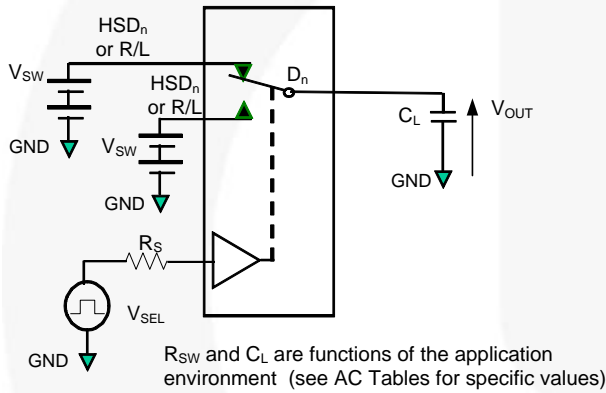 HSDn
or R/L
Dn
VSW
HSDn
or R/L
CL
VOUT
GND
VSW
GND
GND
RS
VSEL
GND
RSW and CL are functions of the application
environment (see AC Tables for specific values)